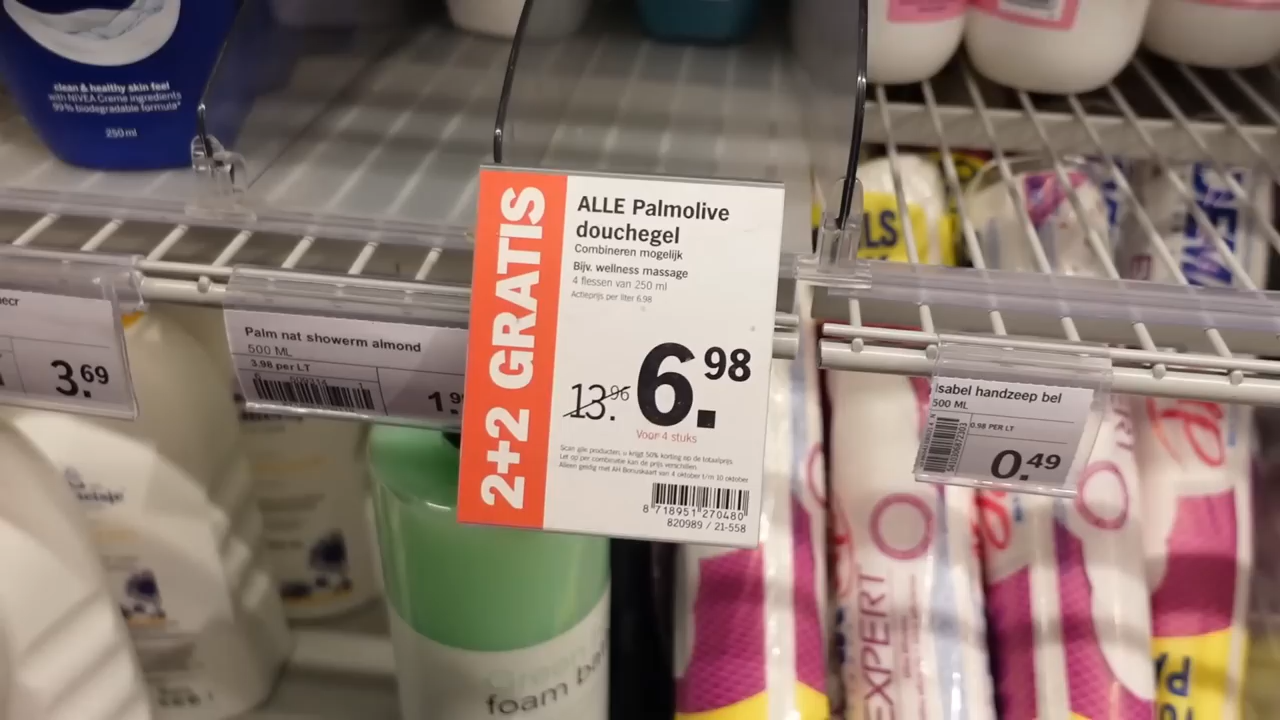 clean & healthy skin feel
with NIVEA Creme ingredients
99% biodegradable formula*
250 ml
3.69
Palm nat showerm almond
500 ML
3.98 per LT
2+2 GRATIS
ALLE Palmolive
douchegel
Combineren mogelijk
Bijv. wellness massage
4 flessen van 250 ml
Actieprijs per liter 6.98
13.96
6.98
Voor 4 stuks
Scan alle producten, u krijgt 50% korting op de totaalprijs.
Let op per combinatie kan de prijs verschillen.
Alleen geldig met AH Bonuskaart van 4 oktober t/m 10 oktober
8 718951 270480
820989 / 21-558
Isabel handzeep bel
500 ML
0.98 PER LT
0.49
foam
EXPERT